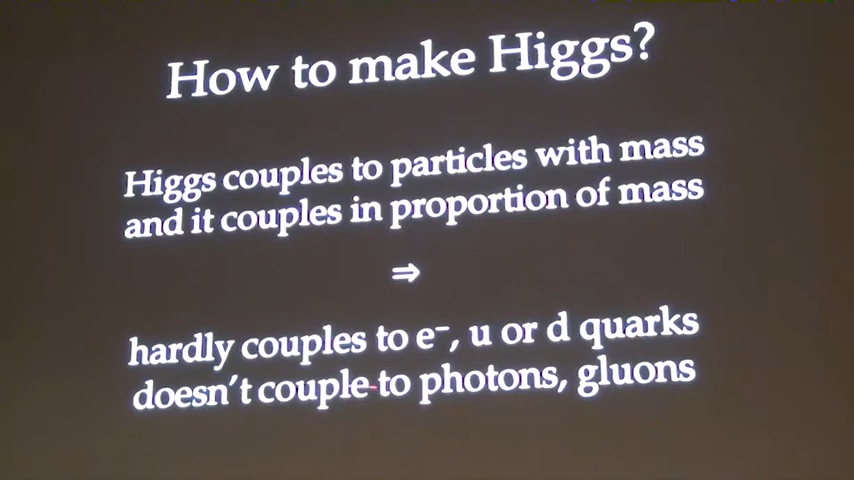 How to make Higgs?
Higgs couples to particles with mass
and it couples in proportion of mass
⇒
hardly couples to e⁻, u or d quarks
doesn't couple to photons, gluons